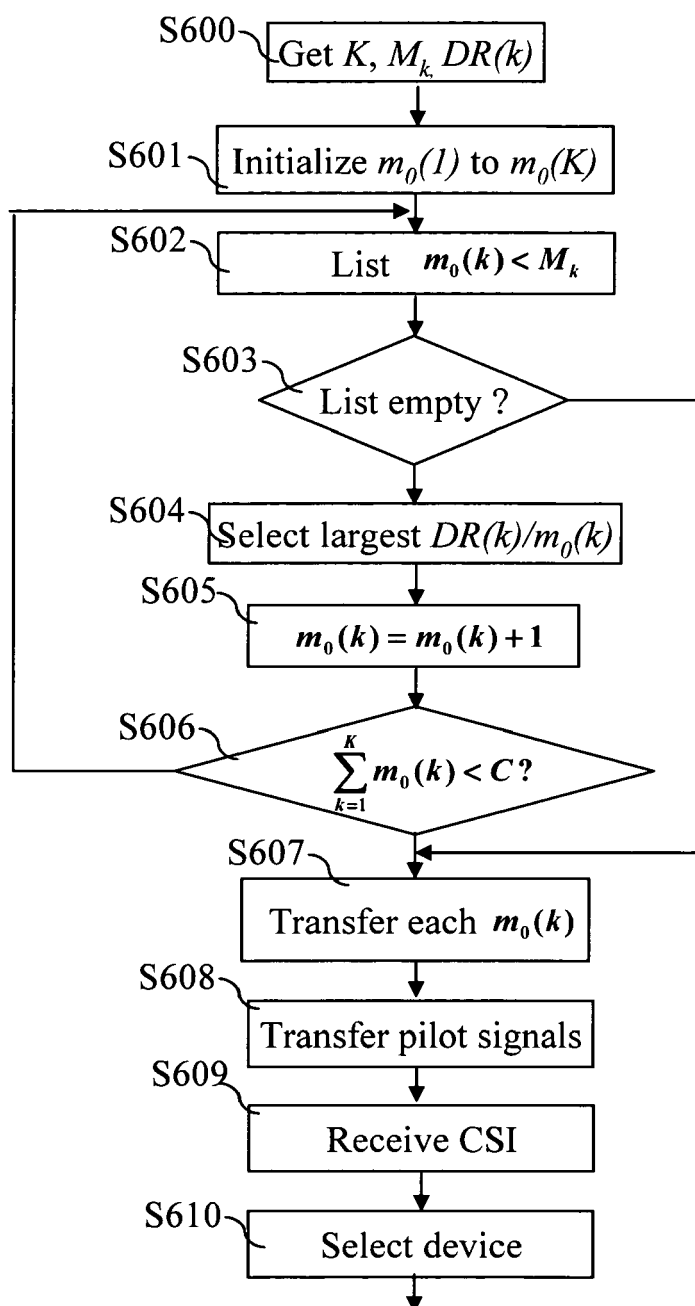 S600
Get K, M_k, DR(k)
S601
Initialize m_0(1) to m_0(K)
S602
List m_0(k) < M_k
S603
List empty ?
S604
Select largest DR(k)/m_0(k)
S605
m_0(k) = m_0(k) + 1
S606
\sum_{k=1}^{K} m_0(k) < C ?
S607
Transfer each m_0(k)
S608
Transfer pilot signals
S609
Receive CSI
S610
Select device